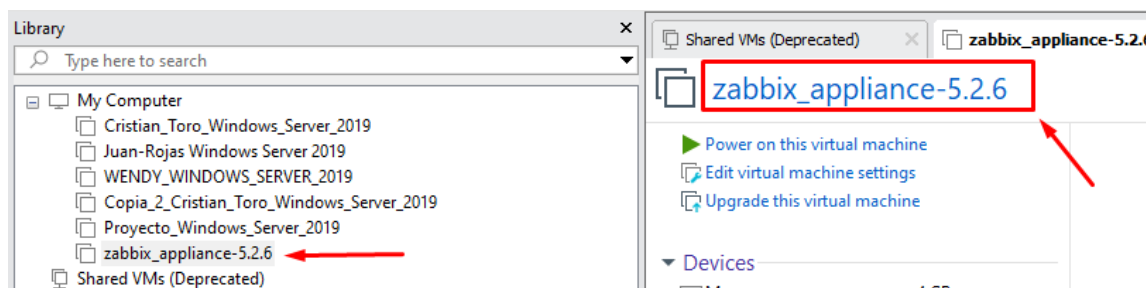 Library
Type here to search
My Computer
Cristian_Toro_Windows_Server_2019
Juan-Rojas Windows Server 2019
WENDY_WINDOWS_SERVER_2019
Copia_2_Cristian_Toro_Windows_Server_2019
Proyecto_Windows_Server_2019
zabbix_appliance-5.2.6
Shared VMs (Deprecated)
Shared VMs (Deprecated)
zabbix_appliance-5.2.6
zabbix_appliance-5.2.6
Power on this virtual machine
Edit virtual machine settings
Upgrade this virtual machine
Devices